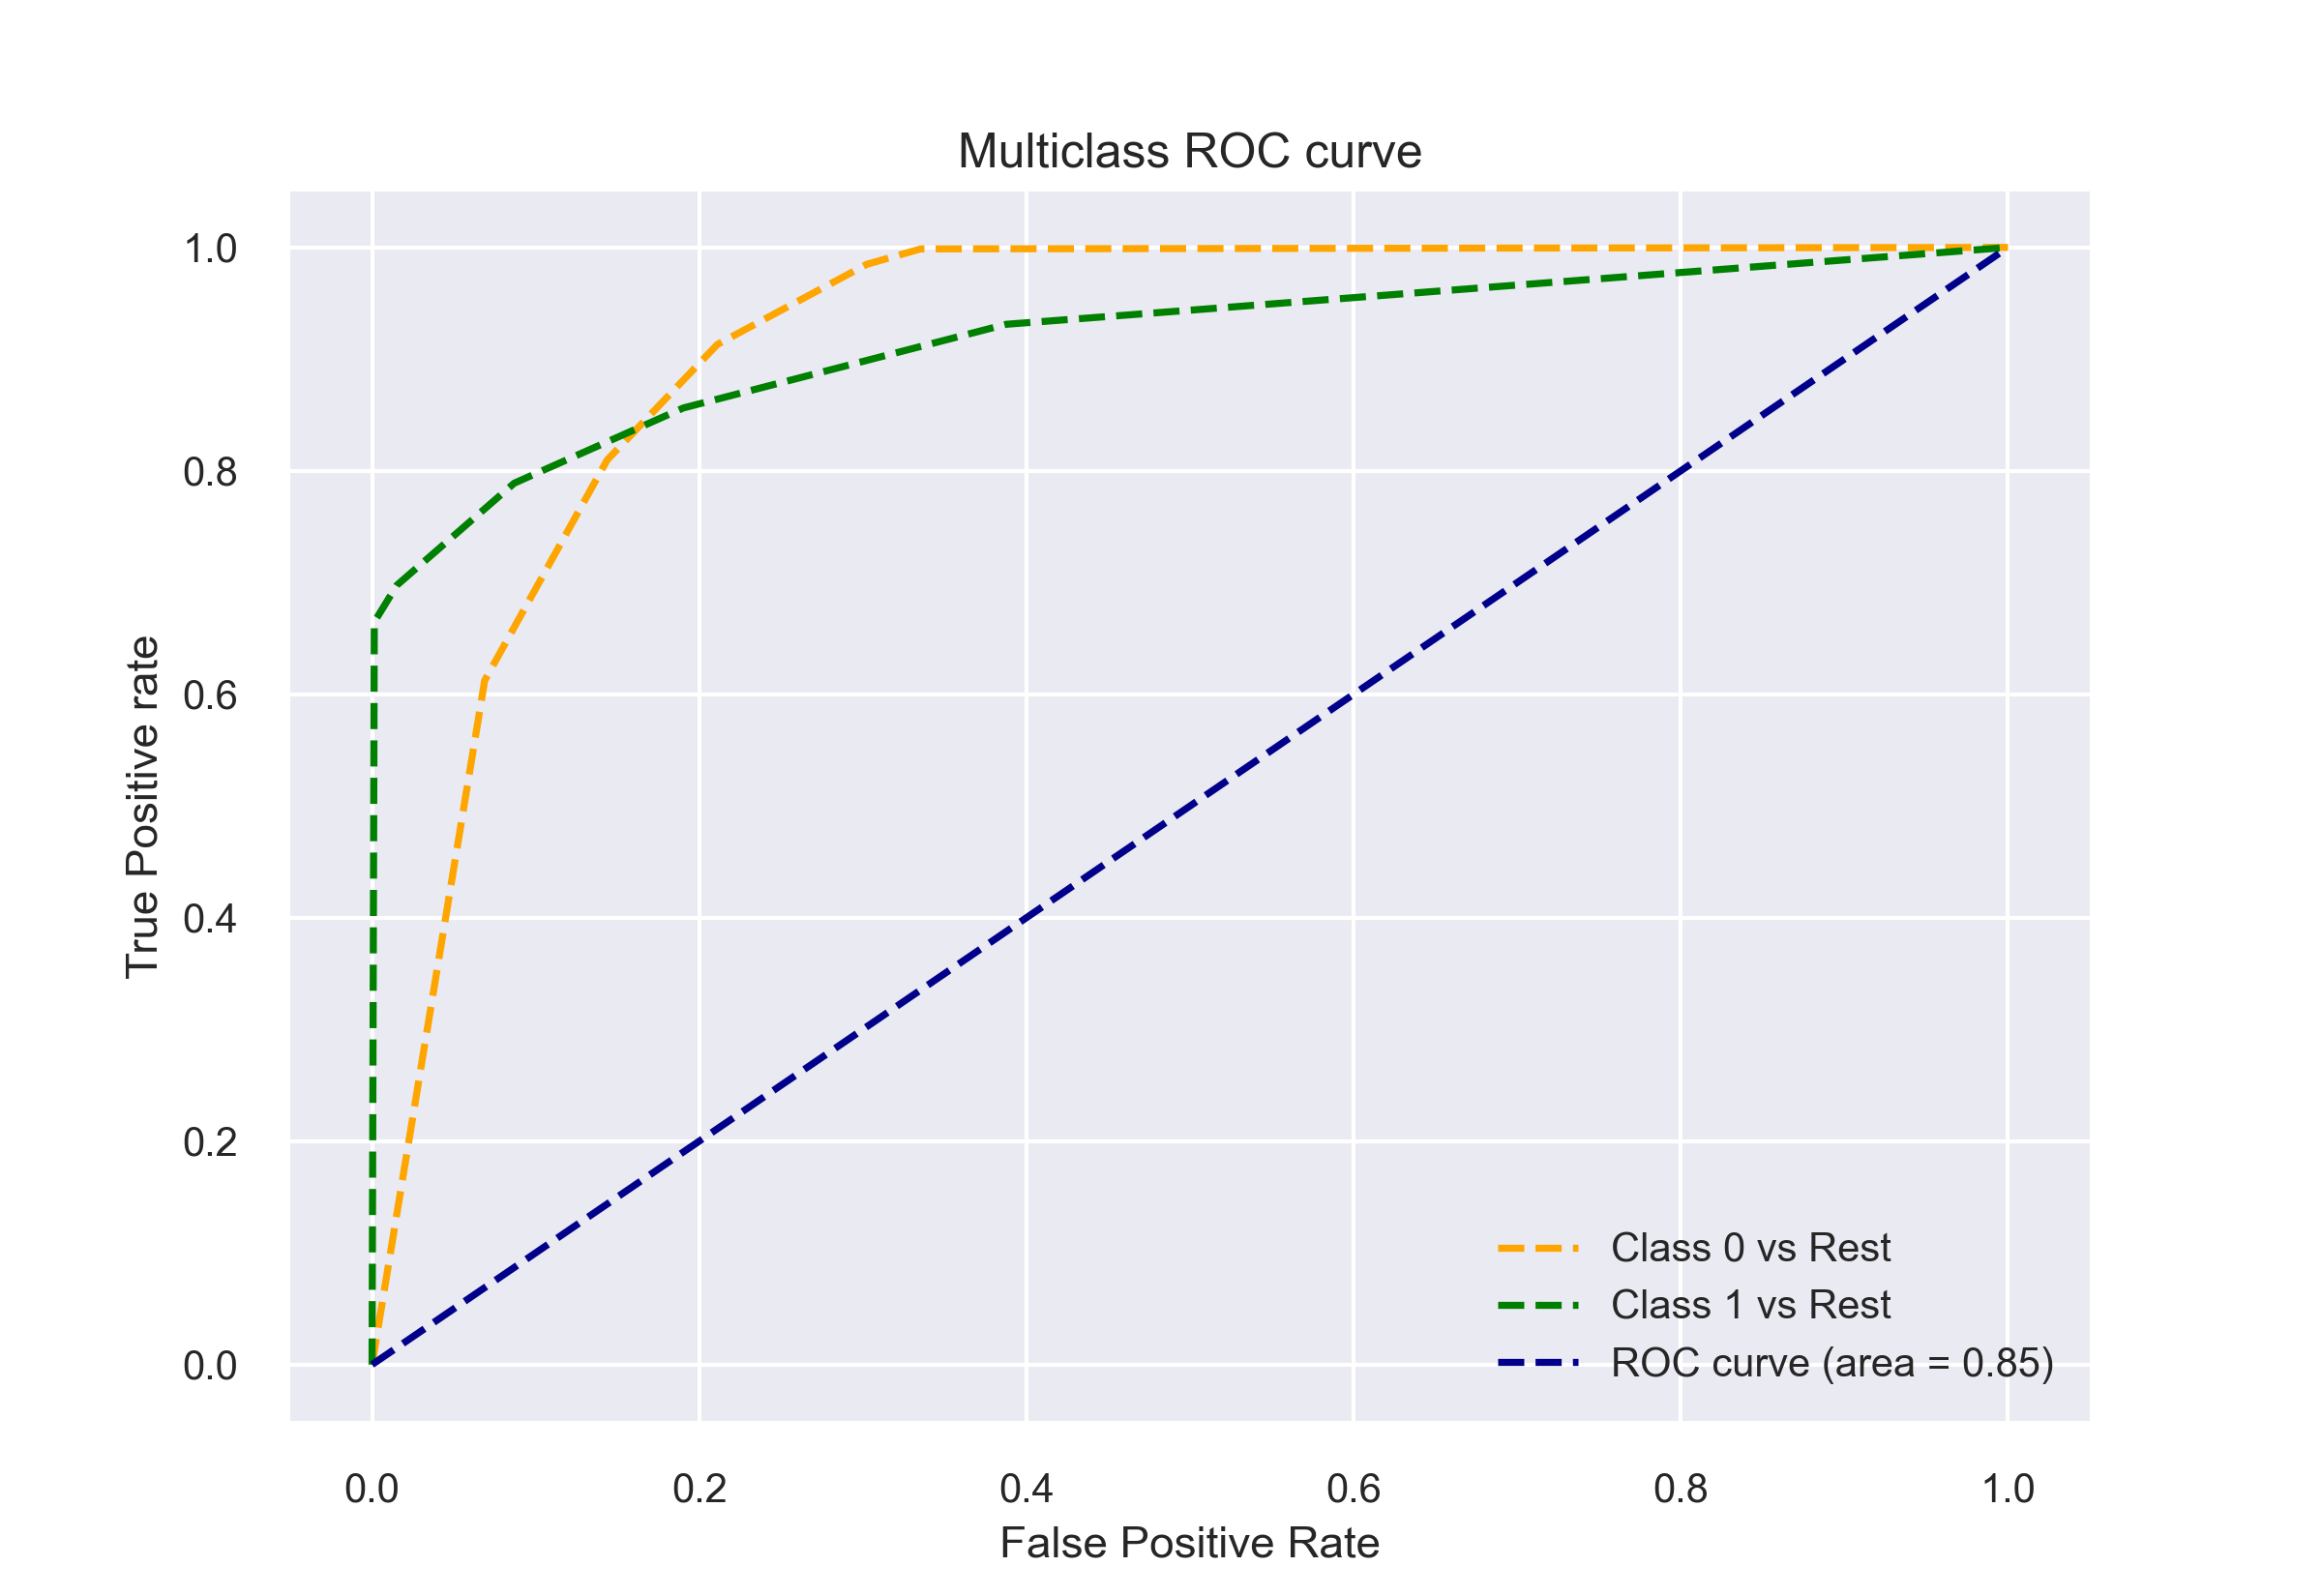 Multiclass ROC curve
True Positive rate
1.0
0.8
0.6
0.4
0.2
0.0
Class 0 vs Rest
Class 1 vs Rest
ROC curve (area = 0.85)
0.0 0.2 0.4 0.6 0.8 1.0
False Positive Rate